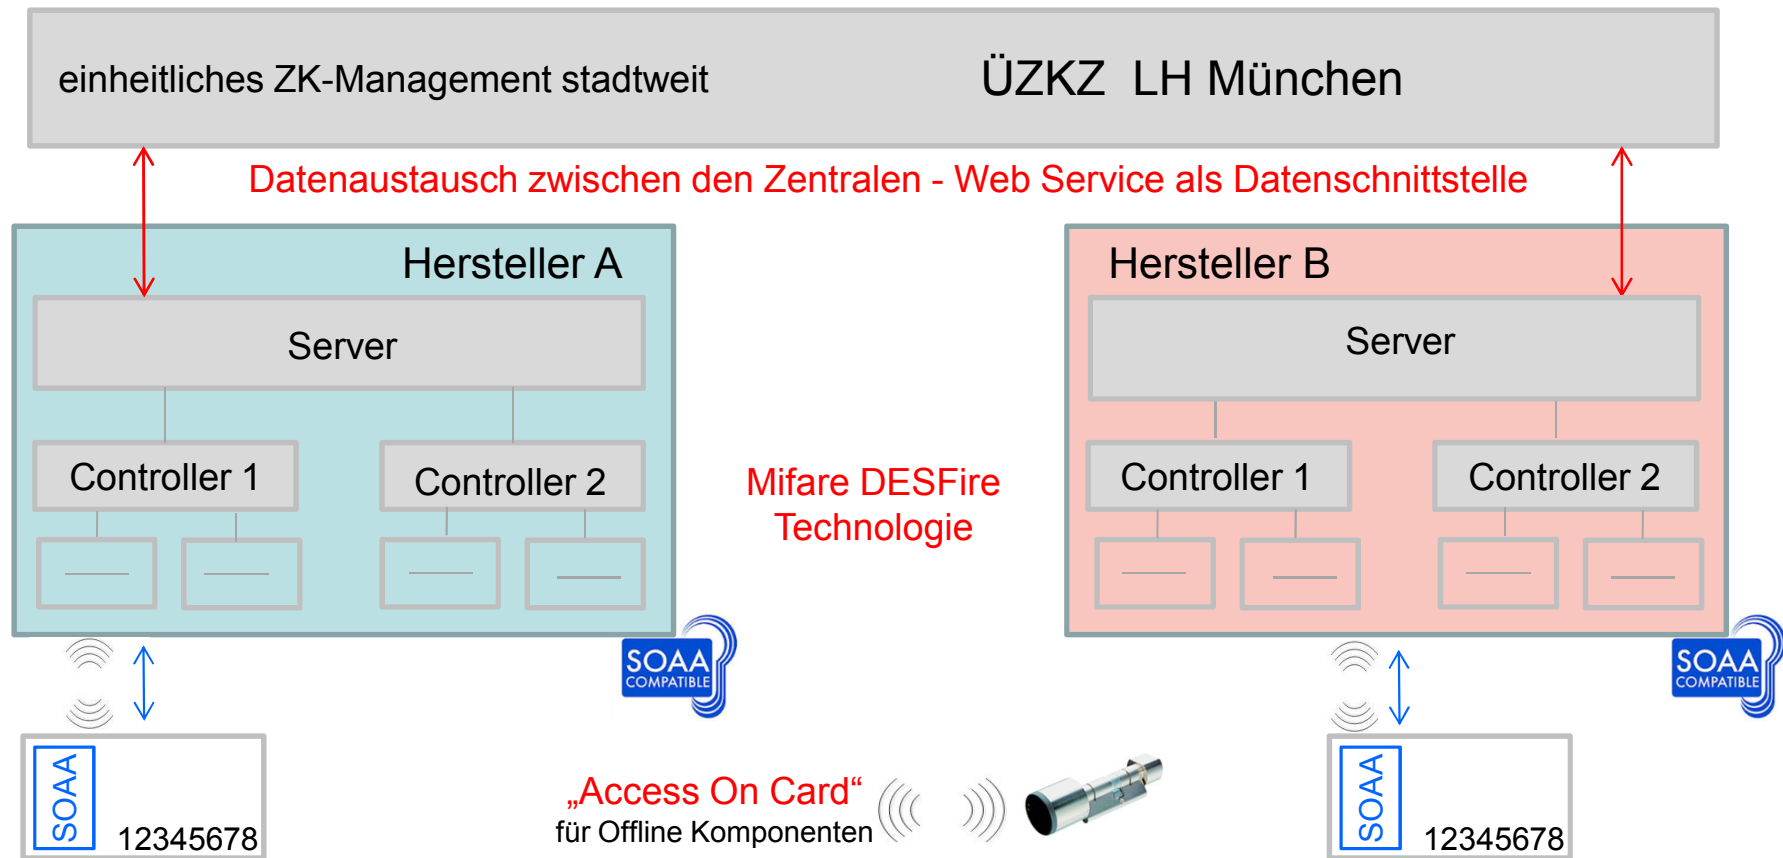 einheitliches ZK-Management stadtweit
ÜZKZ LH München
Datenaustausch zwischen den Zentralen - Web Service als Datenschnittstelle
Hersteller A
Server
Controller 1
Controller 2
Mifare DESFire
Technologie
Hersteller B
Server
Controller 1
Controller 2
SOAA
COMPATIBLE
SOAA
COMPATIBLE
SOAA
12345678
„Access On Card“
für Offline Komponenten
SOAA
12345678